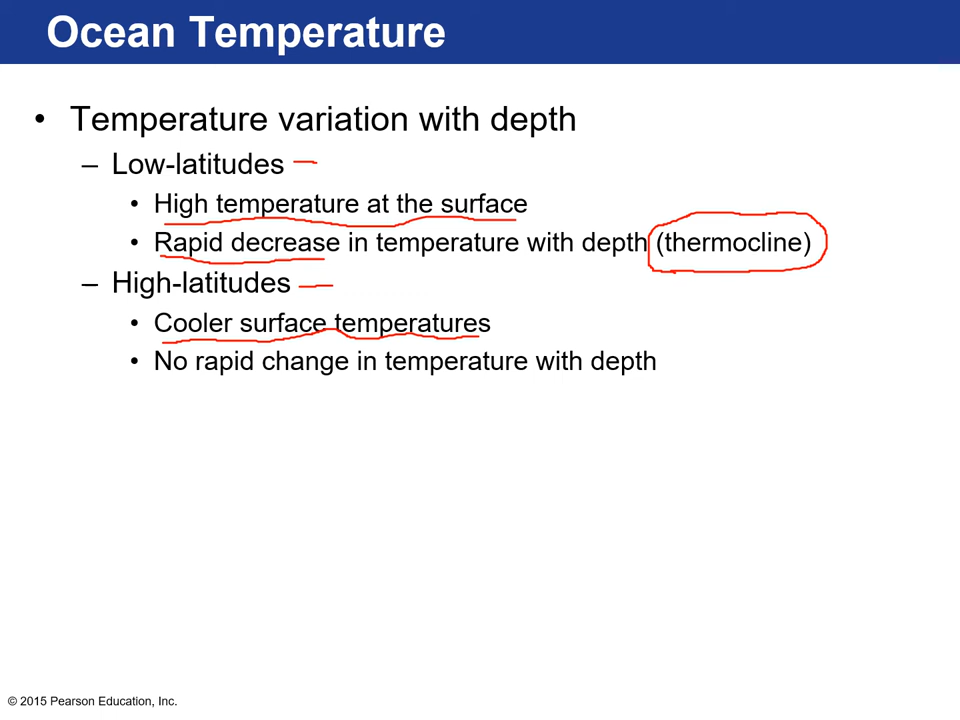 Ocean Temperature
• Temperature variation with depth
– Low-latitudes
• High temperature at the surface
• Rapid decrease in temperature with depth (thermocline)
– High-latitudes
• Cooler surface temperatures
• No rapid change in temperature with depth
© 2015 Pearson Education, Inc.